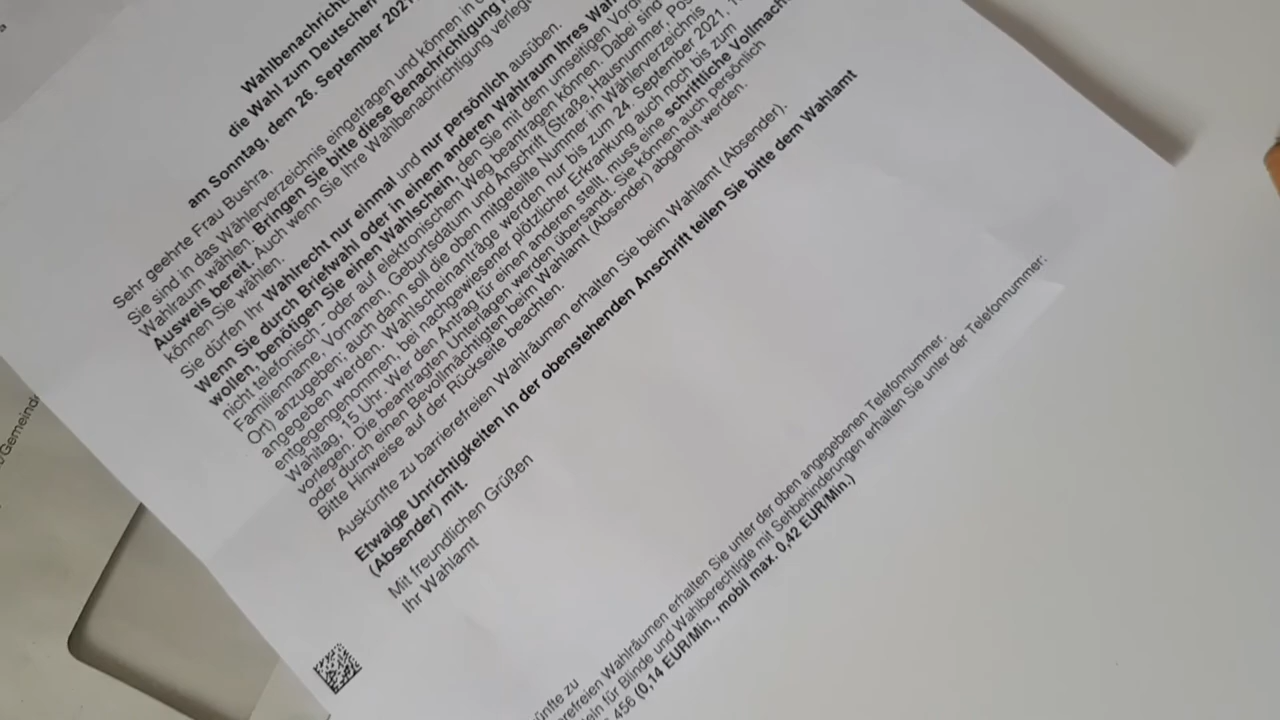 Wahlbenachrichti
die Wahl zum Deutschen
am Sonntag, dem 26. September 2021
Sehr geehrte Frau Bushra,
Sie sind in das Wählerverzeichnis eingetragen und können in
Wahlraum wählen. Bringen Sie bitte diese Benachrichtigung
Ausweis bereit. Auch wenn Sie Ihre Wahlbenachrichtigung verlege
können Sie wählen.
Sie dürfen Ihr Wahlrecht nur einmal und nur persönlich ausüben.
Wenn Sie durch Briefwahl oder in einem anderen Wahlraum Ihres Wah
wollen, benötigen Sie einen Wahlschein, den Sie mit dem umseitigen Vord
nicht telefonisch - oder auf elektronischem Weg beantragen können. Dabei sind
Familienname, Vornamen, Geburtsdatum und Anschrift (Straße, Hausnummer, Pos
Ort) anzugeben; auch dann soll die oben mitgeteilte Nummer im Wählerverzeichnis
angegeben werden. Wahlscheinanträge werden nur bis zum 24. September 2021, 1
entgegengenommen, bei nachgewiesener plötzlicher Erkrankung auch noch bis zum
Wahltag, 15 Uhr. Wer den Antrag für einen anderen stellt, muss eine schriftliche Vollmach
vorlegen. Die beantragten Unterlagen werden übersandt. Sie können auch persönlich
oder durch einen Bevollmächtigten beim Wahlamt (Absender) abgeholt werden.
Bitte Hinweise auf der Rückseite beachten.
Auskünfte zu barrierefreien Wahlräumen erhalten Sie beim Wahlamt (Absender).
Etwaige Unrichtigkeiten in der obenstehenden Anschrift teilen Sie bitte dem Wahlamt
(Absender) mit.
Mit freundlichen Grüßen
Ihr Wahlamt
/Gemeinde
ünfte zu
erefreien Wahlräumen erhalten Sie unter der oben angegebenen Telefonnummer.
eln für Blinde und Wahlberechtigte mit Sehbehinderungen erhalten Sie unter der Telefonnummer:
456 (0,14 EUR/Min., mobil max. 0,42 EUR/Min.)